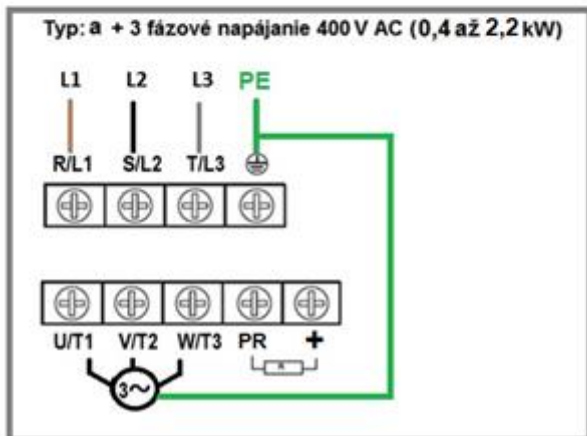 Typ: a + 3 fázové napájanie 400 V AC (0,4 až 2,2 kW)
L1 L2 L3 PE
R/L1 S/L2 T/L3
U/T1 V/T2 W/T3 PR +
R
3~